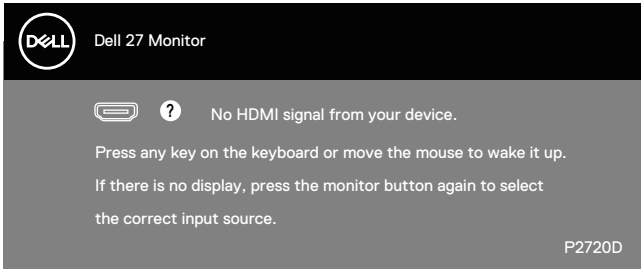 DELL
Dell 27 Monitor
? No HDMI signal from your device.
Press any key on the keyboard or move the mouse to wake it up.
If there is no display, press the monitor button again to select
the correct input source.
P2720D